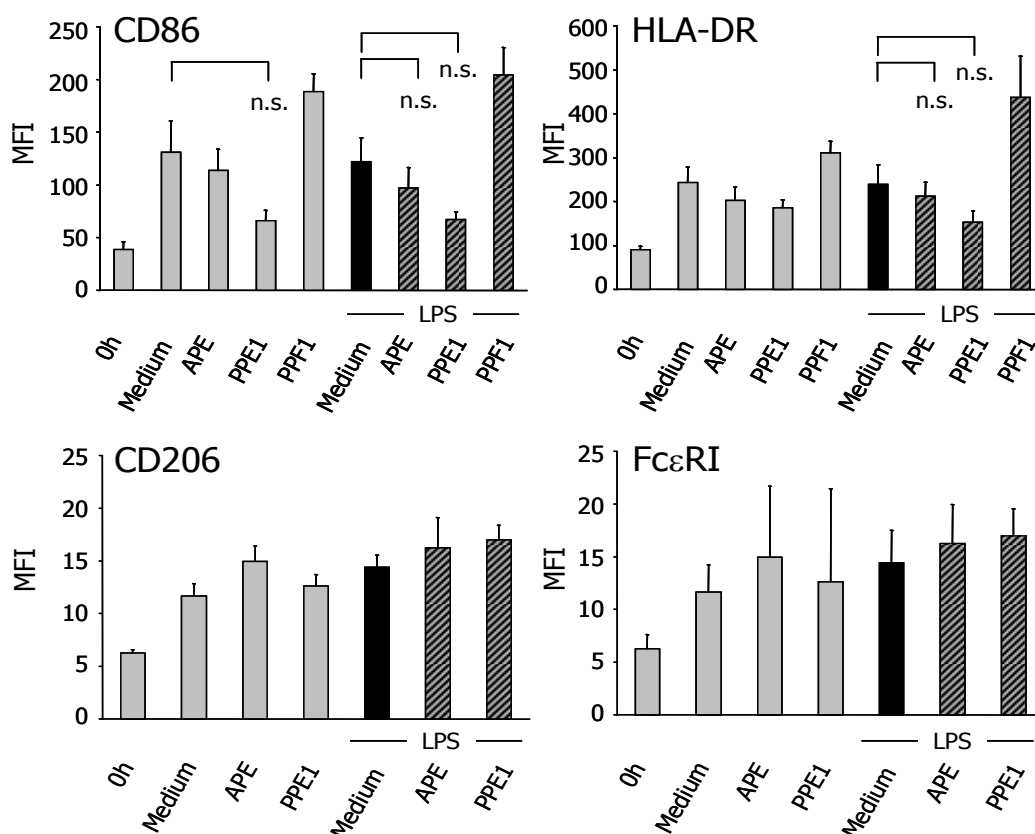 CD86
MFI
250
200
150
100
50
0
n.s.
n.s.
n.s.
0h
Medium
APE
PPE1
PPF1
Medium
APE
PPE1
PPF1
LPS
HLA-DR
MFI
600
500
400
300
200
100
0
n.s.
n.s.
0h
Medium
APE
PPE1
PPF1
Medium
APE
PPE1
PPF1
LPS
CD206
MFI
25
20
15
10
5
0
0h
Medium
APE
PPE1
Medium
APE
PPE1
LPS
FcεRI
MFI
25
20
15
10
5
0
0h
Medium
APE
PPE1
Medium
APE
PPE1
LPS